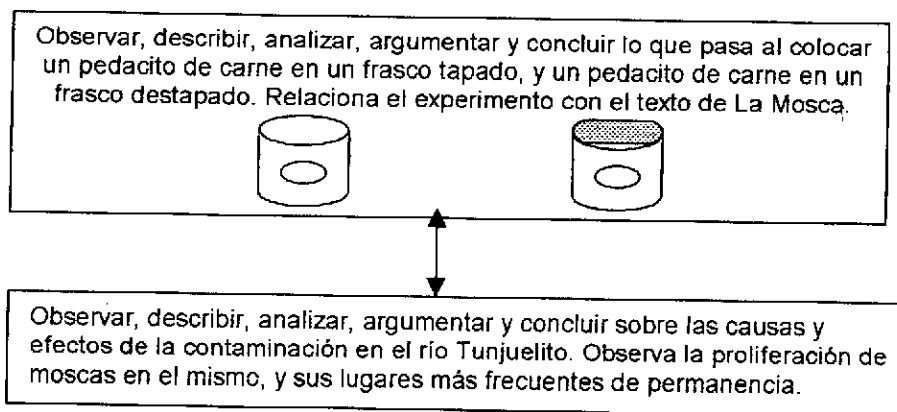 Observar, describir, analizar, argumentar y concluir lo que pasa al colocar
un pedacito de carne en un frasco tapado, y un pedacito de carne en un
frasco destapado. Relaciona el experimento con el texto de La Mosca.
Observar, describir, analizar, argumentar y concluir sobre las causas y
efectos de la contaminación en el río Tunjuelito. Observa la proliferación de
moscas en el mismo, y sus lugares más frecuentes de permanencia.